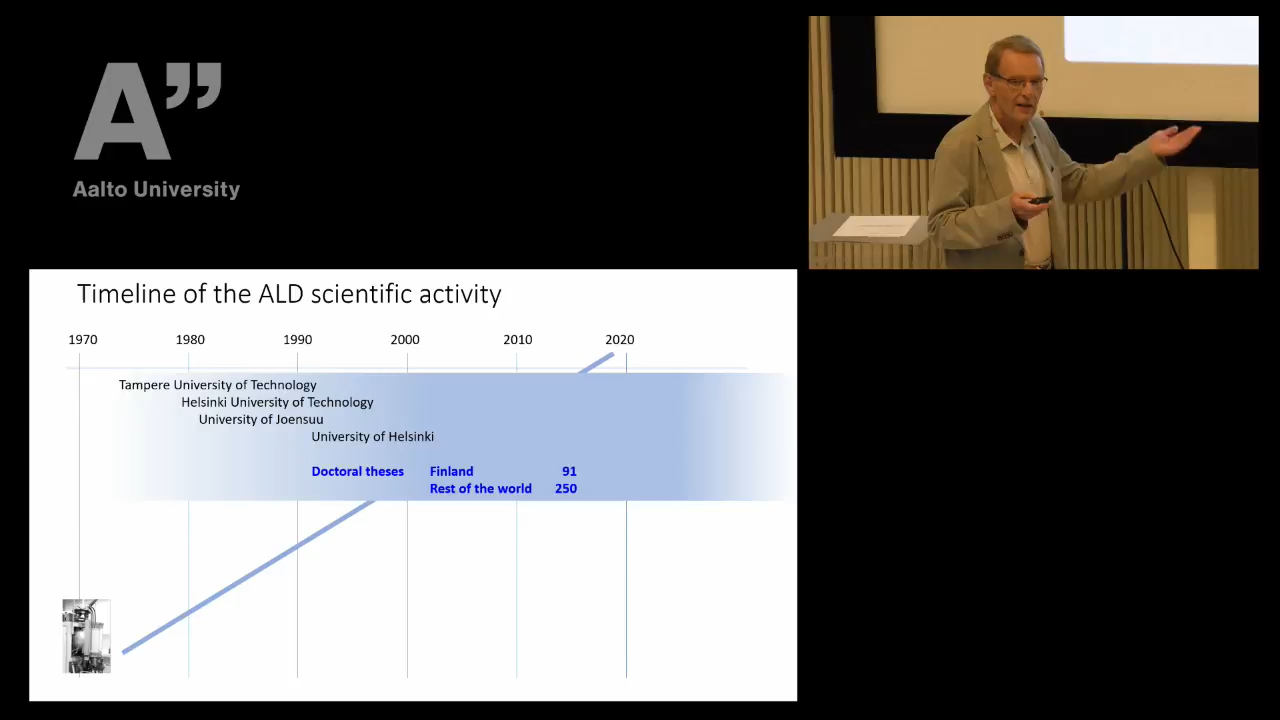 A”
Aalto University
Timeline of the ALD scientific activity
1970 1980 1990 2000 2010 2020
Tampere University of Technology
Helsinki University of Technology
University of Joensuu
University of Helsinki
Doctoral theses Finland 91
Rest of the world 250